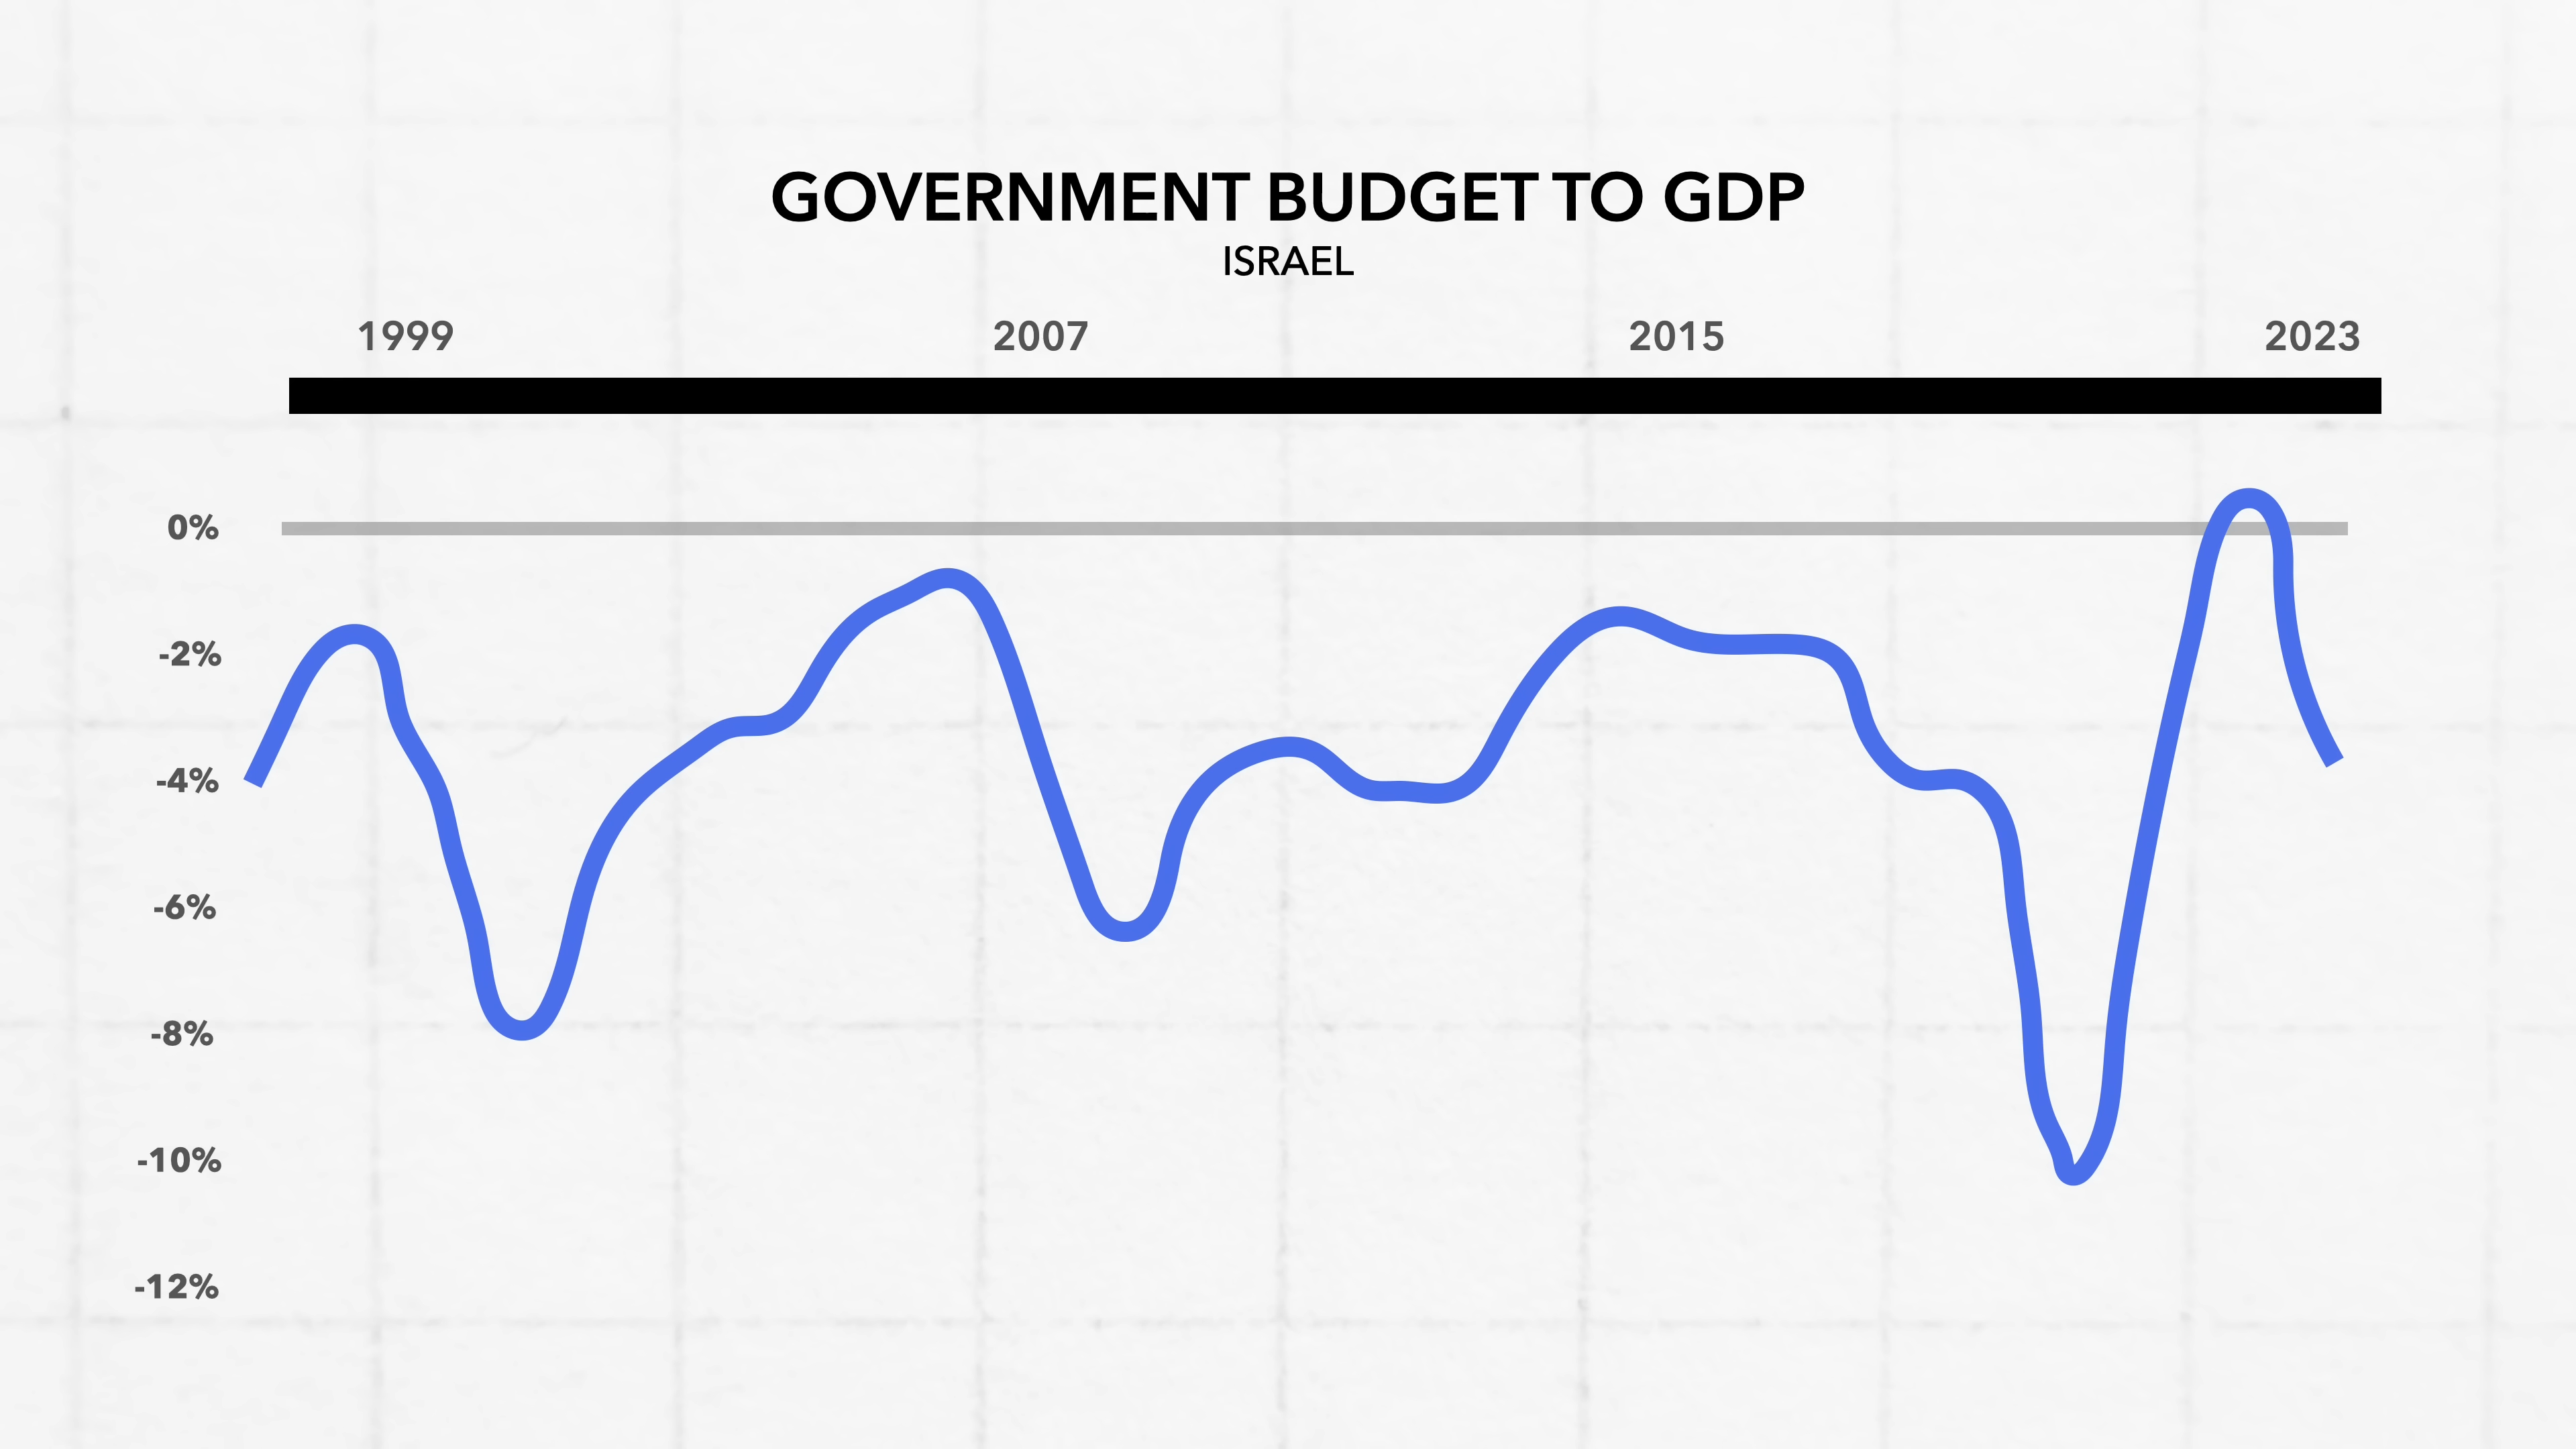 GOVERNMENT BUDGET TO GDP
ISRAEL
1999 2007 2015 2023
0%
-2%
-4%
-6%
-8%
-10%
-12%